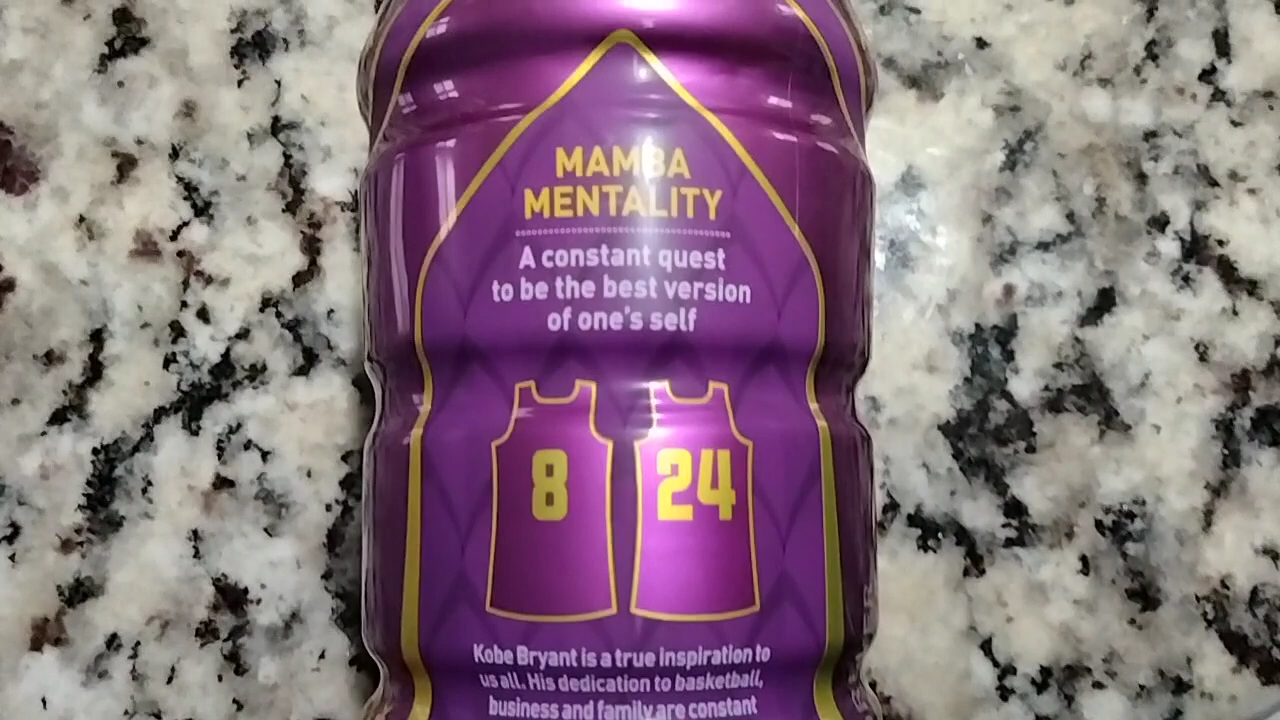 MAMBA
MENTALITY
A constant quest
to be the best version
of one's self
8 24
Kobe Bryant is a true inspiration to
us all. His dedication to basketball,
business and family are constant